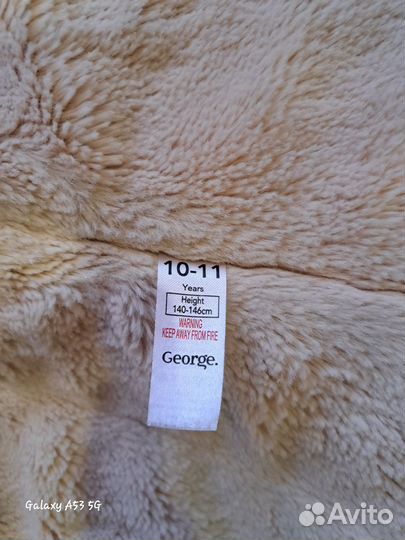 10-11
Years
Height
140-146cm
WARNING
KEEP AWAY FROM FIRE
George.
Galaxy A53 5G
Avito